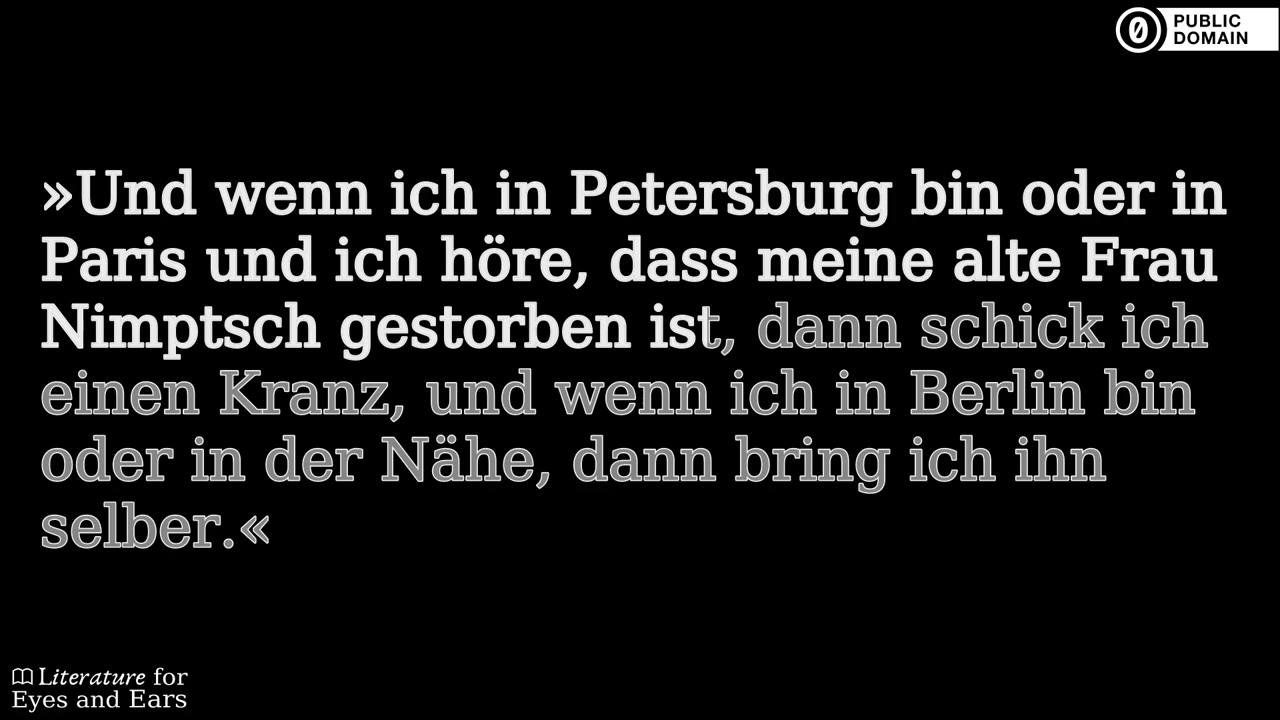 PUBLIC
DOMAIN
»Und wenn ich in Petersburg bin oder in
Paris und ich höre, dass meine alte Frau
Nimptsch gestorben ist, dann schick ich
einen Kranz, und wenn ich in Berlin bin
oder in der Nähe, dann bring ich ihn
selber.«
Literature for
Eyes and Ears